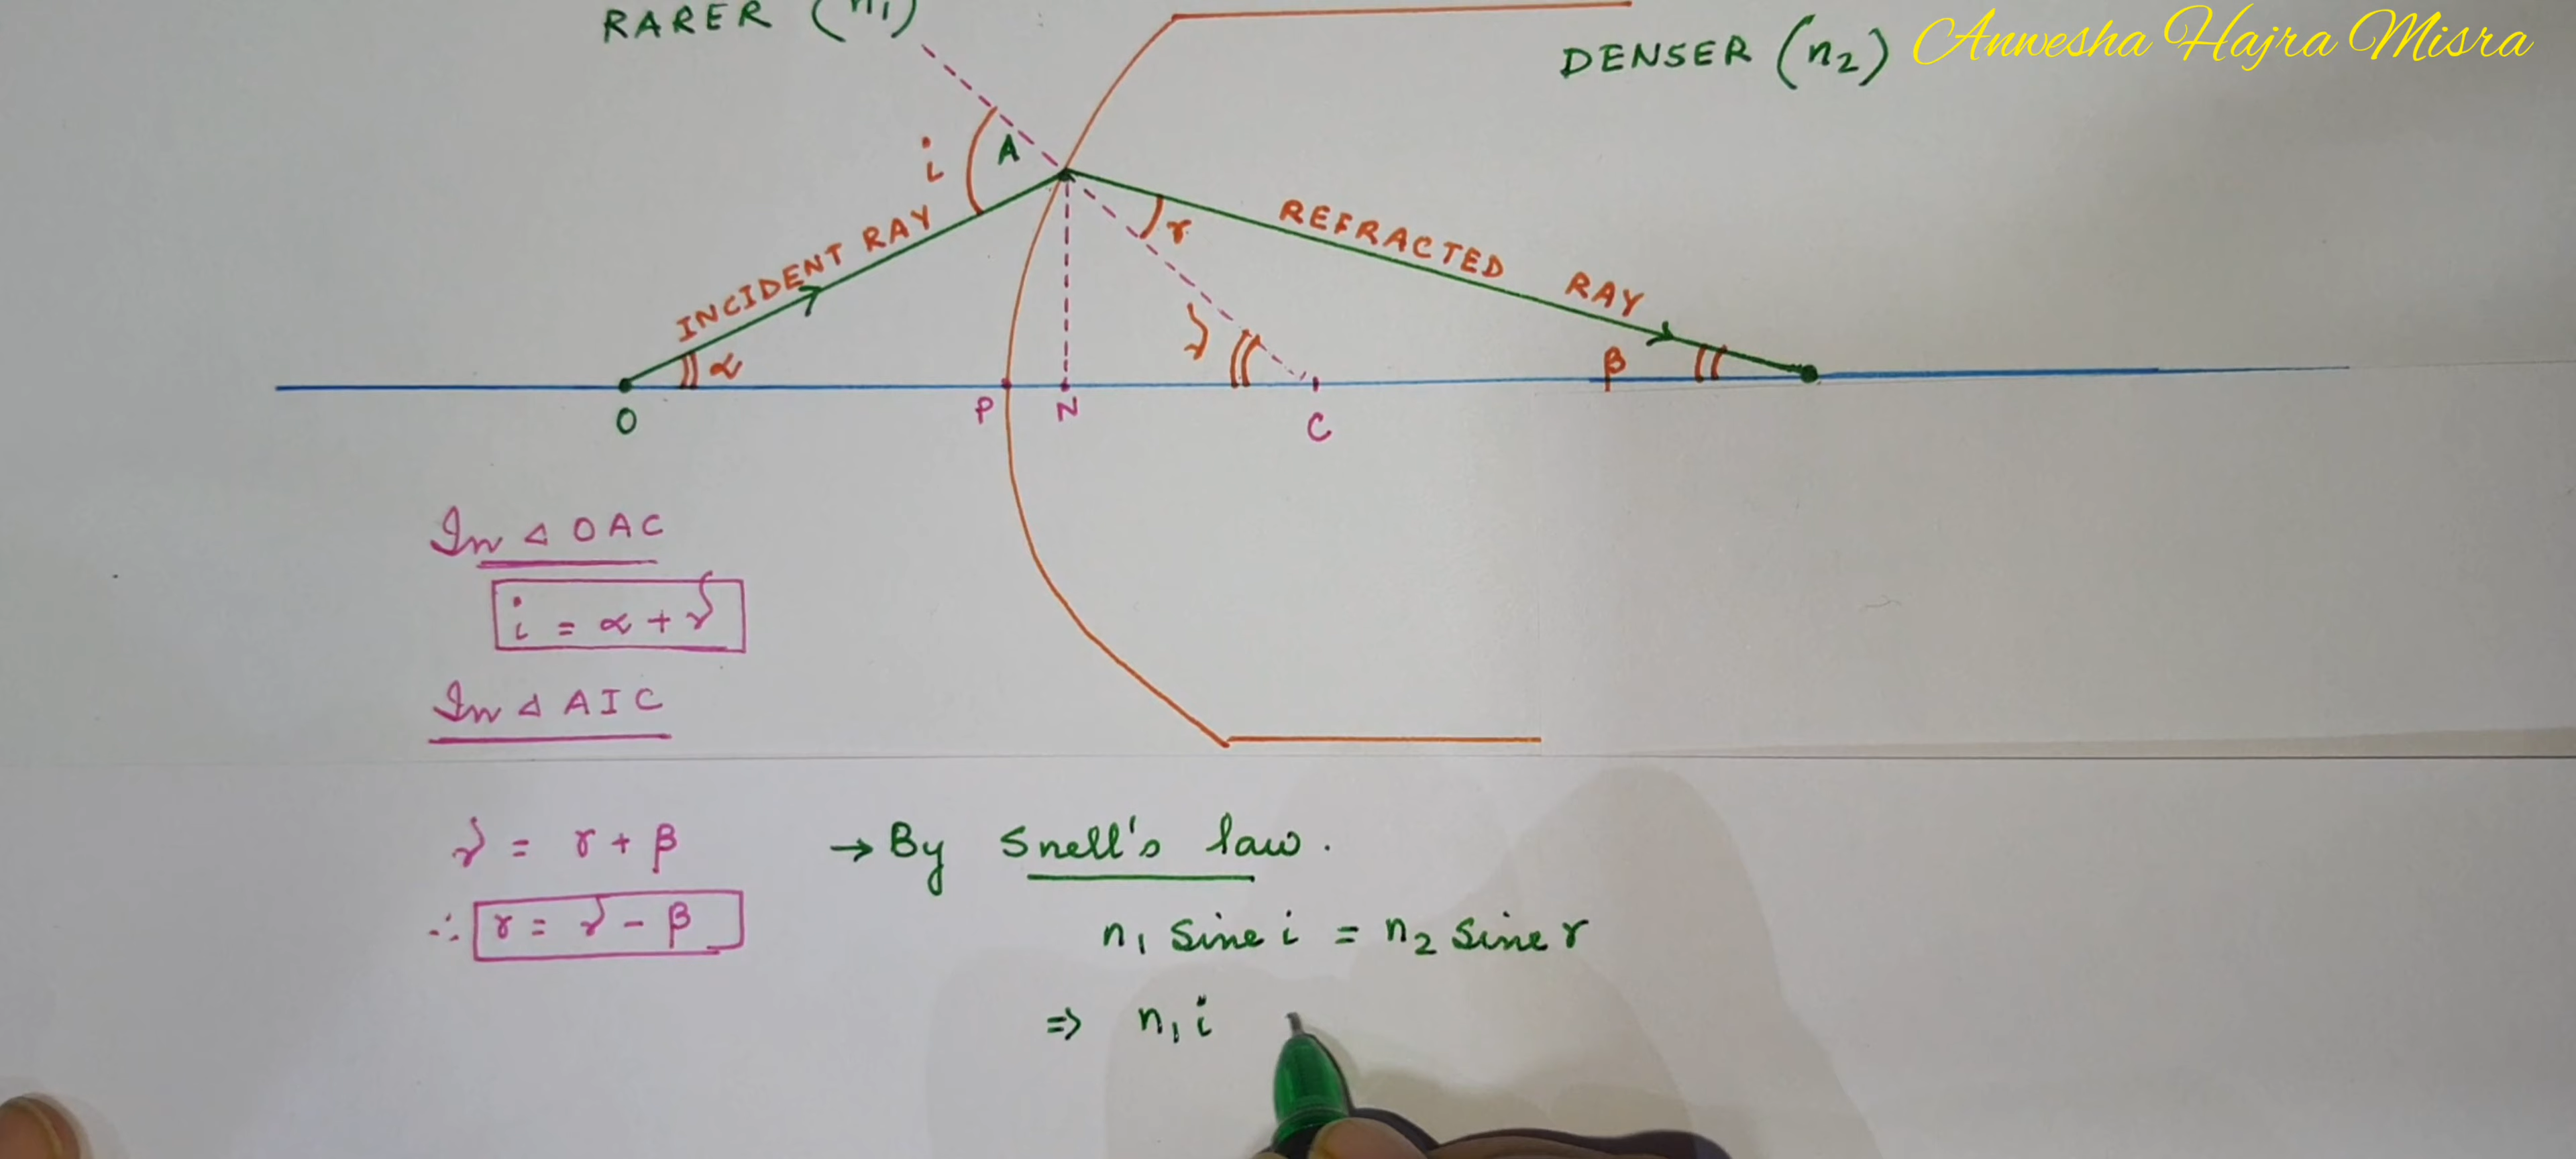 RARER (n₁)
DENSER (n₂)
Anwesha Hajra Misra
A
i
INCIDENT RAY
r
REFRACTED RAY
α
γ
β
O
P
N
C
In Δ OAC
i = α + γ
In Δ AIC
γ = r + β
∴ r = γ - β
→ By Snell's law.
n₁ sine i = n₂ sine r
⇒ n₁ i